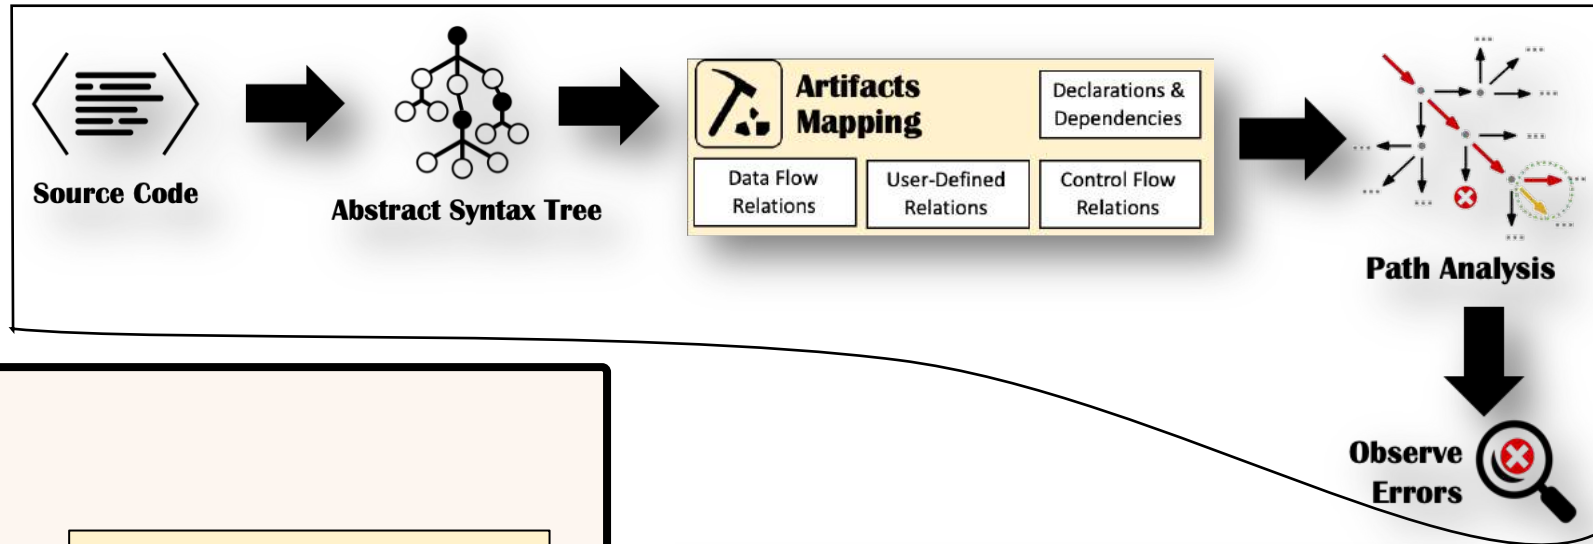 Source Code
Abstract Syntax Tree
Artifacts
Mapping
Declarations &
Dependencies
Data Flow
Relations
User-Defined
Relations
Control Flow
Relations
Path Analysis
Observe
Errors